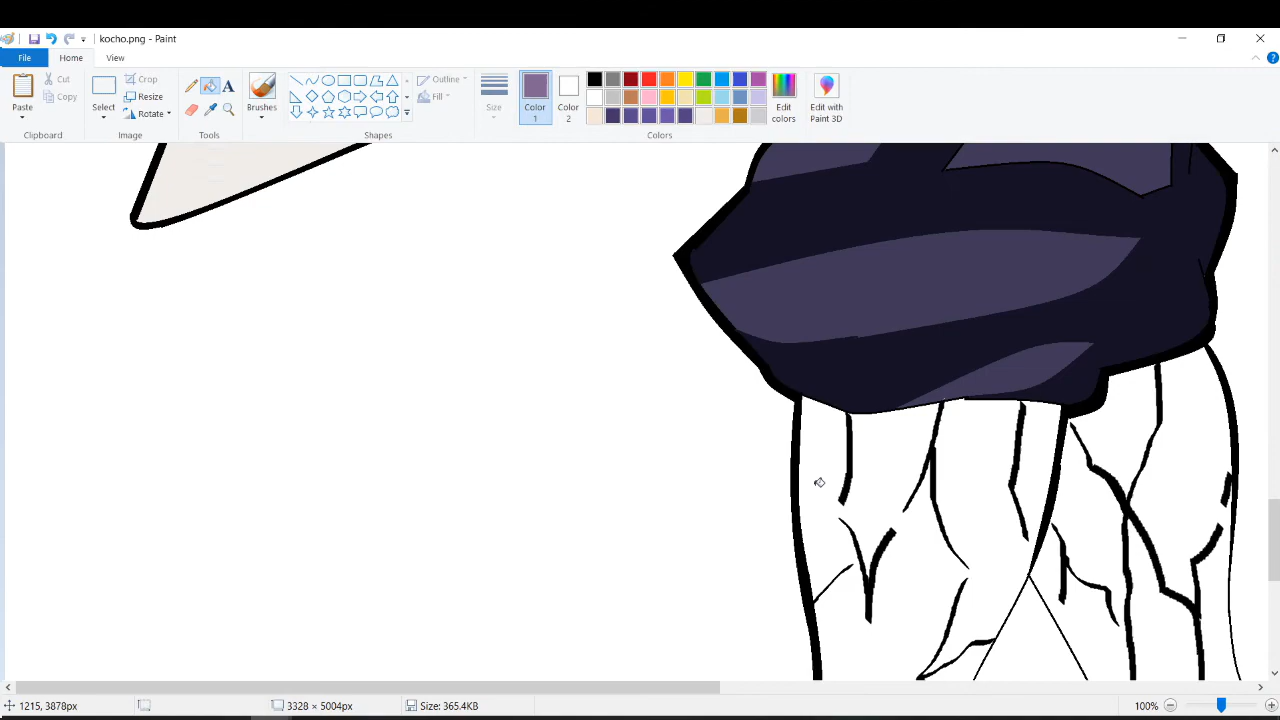 kocho.png - Paint
File Home View
Paste Cut Copy
Clipboard
Select Crop Resize Rotate
Image
A
Tools
Brushes
Outline Fill
Shapes
Size
Color 1
Color 2
Edit colors
Colors
Edit with Paint 3D
1215, 3878px
3328 × 5004px
Size: 365.4KB
100%